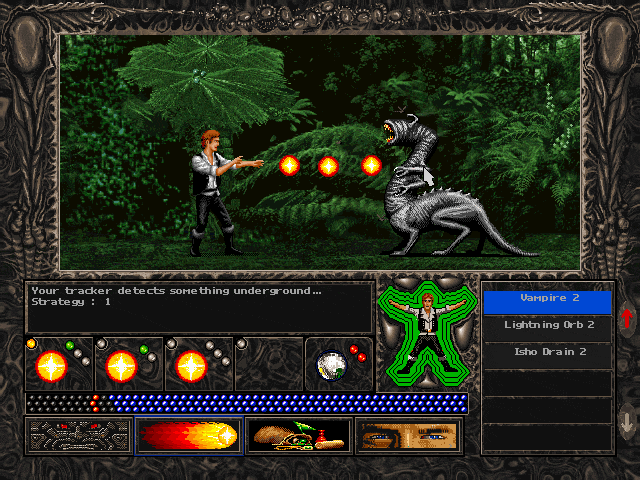 Your tracker detects something underground...
Strategy : 1
Vampire 2
Lightning Orb 2
Isho Drain 2